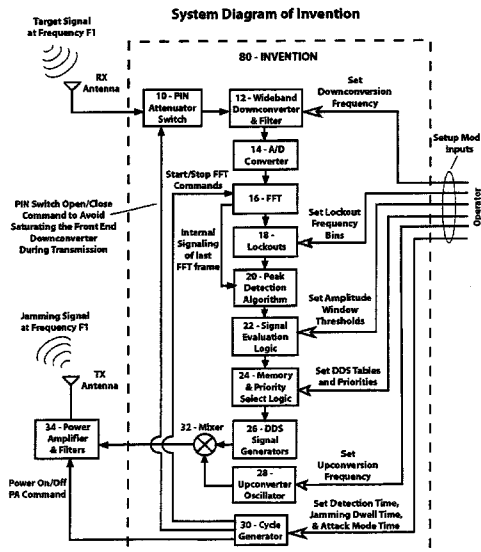 System Diagram of Invention
Target Signal
at Frequency F1
80 - INVENTION
RX
Antenna
10 - PIN
Attenuator
Switch
12 - Wideband
Downconverter
& Filter
Set
Downconversion
Frequency
14 - A/D
Converter
Setup Mod
Inputs
Start/Stop FFT
Commands
16 - FFT
Operator
PIN Switch Open/Close
Command to Avoid
Saturating the Front End
Downconverter
During Transmission
Internal
Signaling
of last
FFT frame
18 -
Lockouts
Set Lockout
Frequency
Bins
20 - Peak
Detection
Algorithm
Set Amplitude
Window
Thresholds
22 - Signal
Evaluation
Logic
Jamming Signal
at Frequency F1
TX
Antenna
24 - Memory
& Priority
Select Logic
Set DDS Tables
and Priorities
34 - Power
Amplifier
& Filters
32 - Mixer
26 - DDS
Signal
Generators
28 -
Upconverter
Oscillator
Set
Upconversion
Frequency
Power On/Off
PA Command
30 - Cycle
Generator
Set Detection Time,
Jamming Dwell Time,
& Attack Mode Time